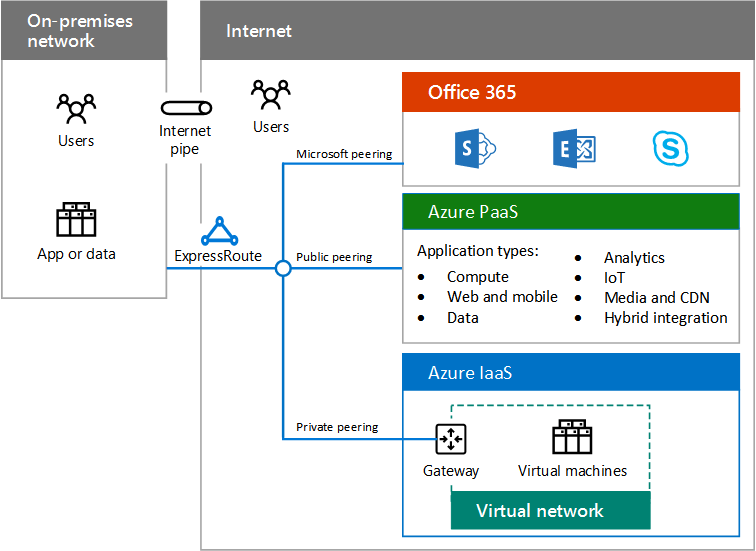 On-premises
network
Internet
Users
Internet
pipe
Users
App or data
ExpressRoute
Microsoft peering
Public peering
Private peering
Office 365
S
E
S
Azure PaaS
Application types:
• Compute
• Web and mobile
• Data
• Analytics
• IoT
• Media and CDN
• Hybrid integration
Azure IaaS
Gateway
Virtual machines
Virtual network